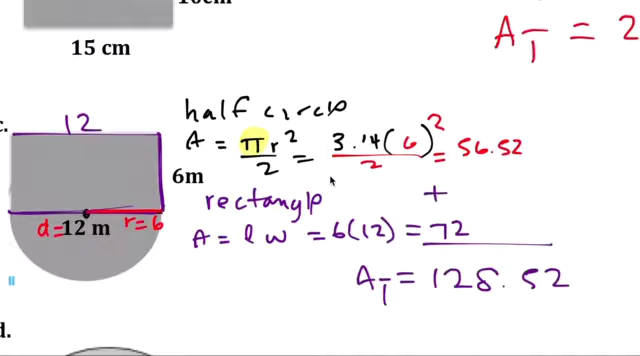 10cm
15 cm
A_T = 2
half circle
c.
12
A = πr²/2 = 3.14(6)²/2 = 56.52
6m
rectangle +
d=12 m r=6
A = l w = 6(12) = 72
A_T = 128.52
d.